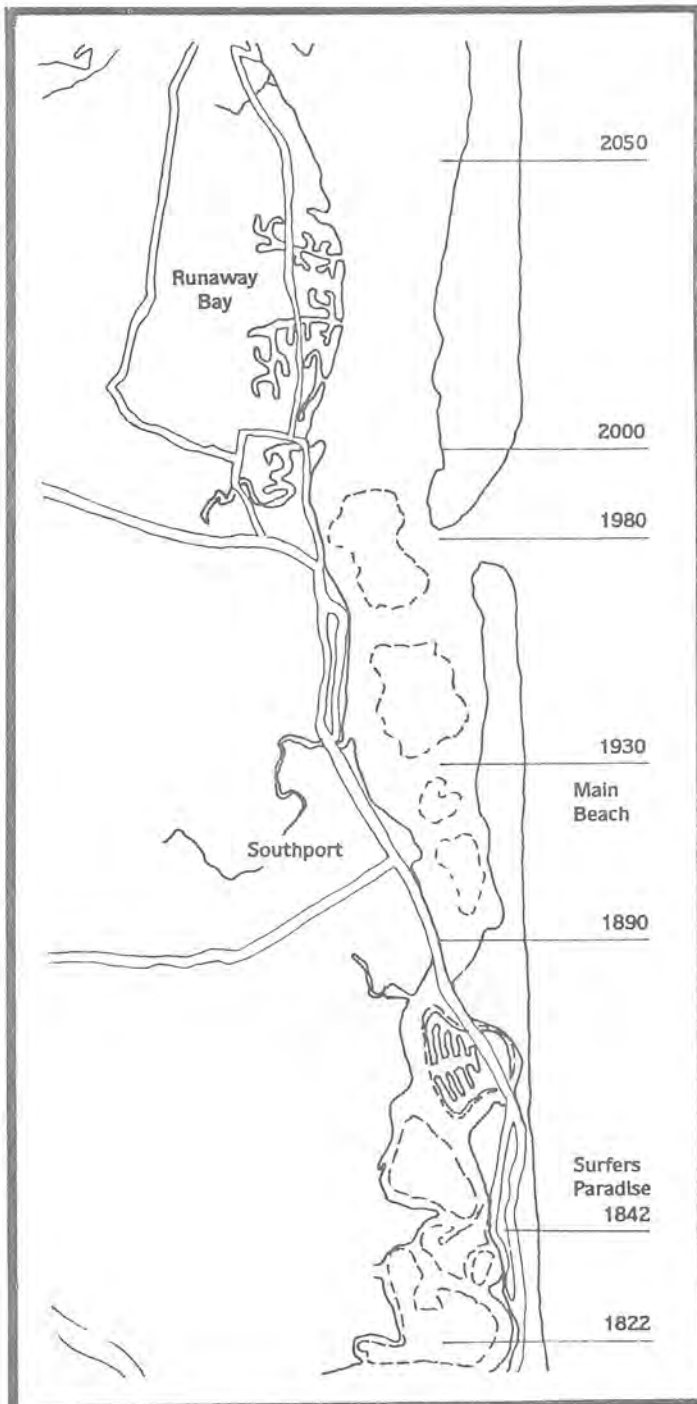 2050
Runaway
Bay
2000
1980
1930
Main
Beach
Southport
1890
Surfers
Paradise
1842
1822